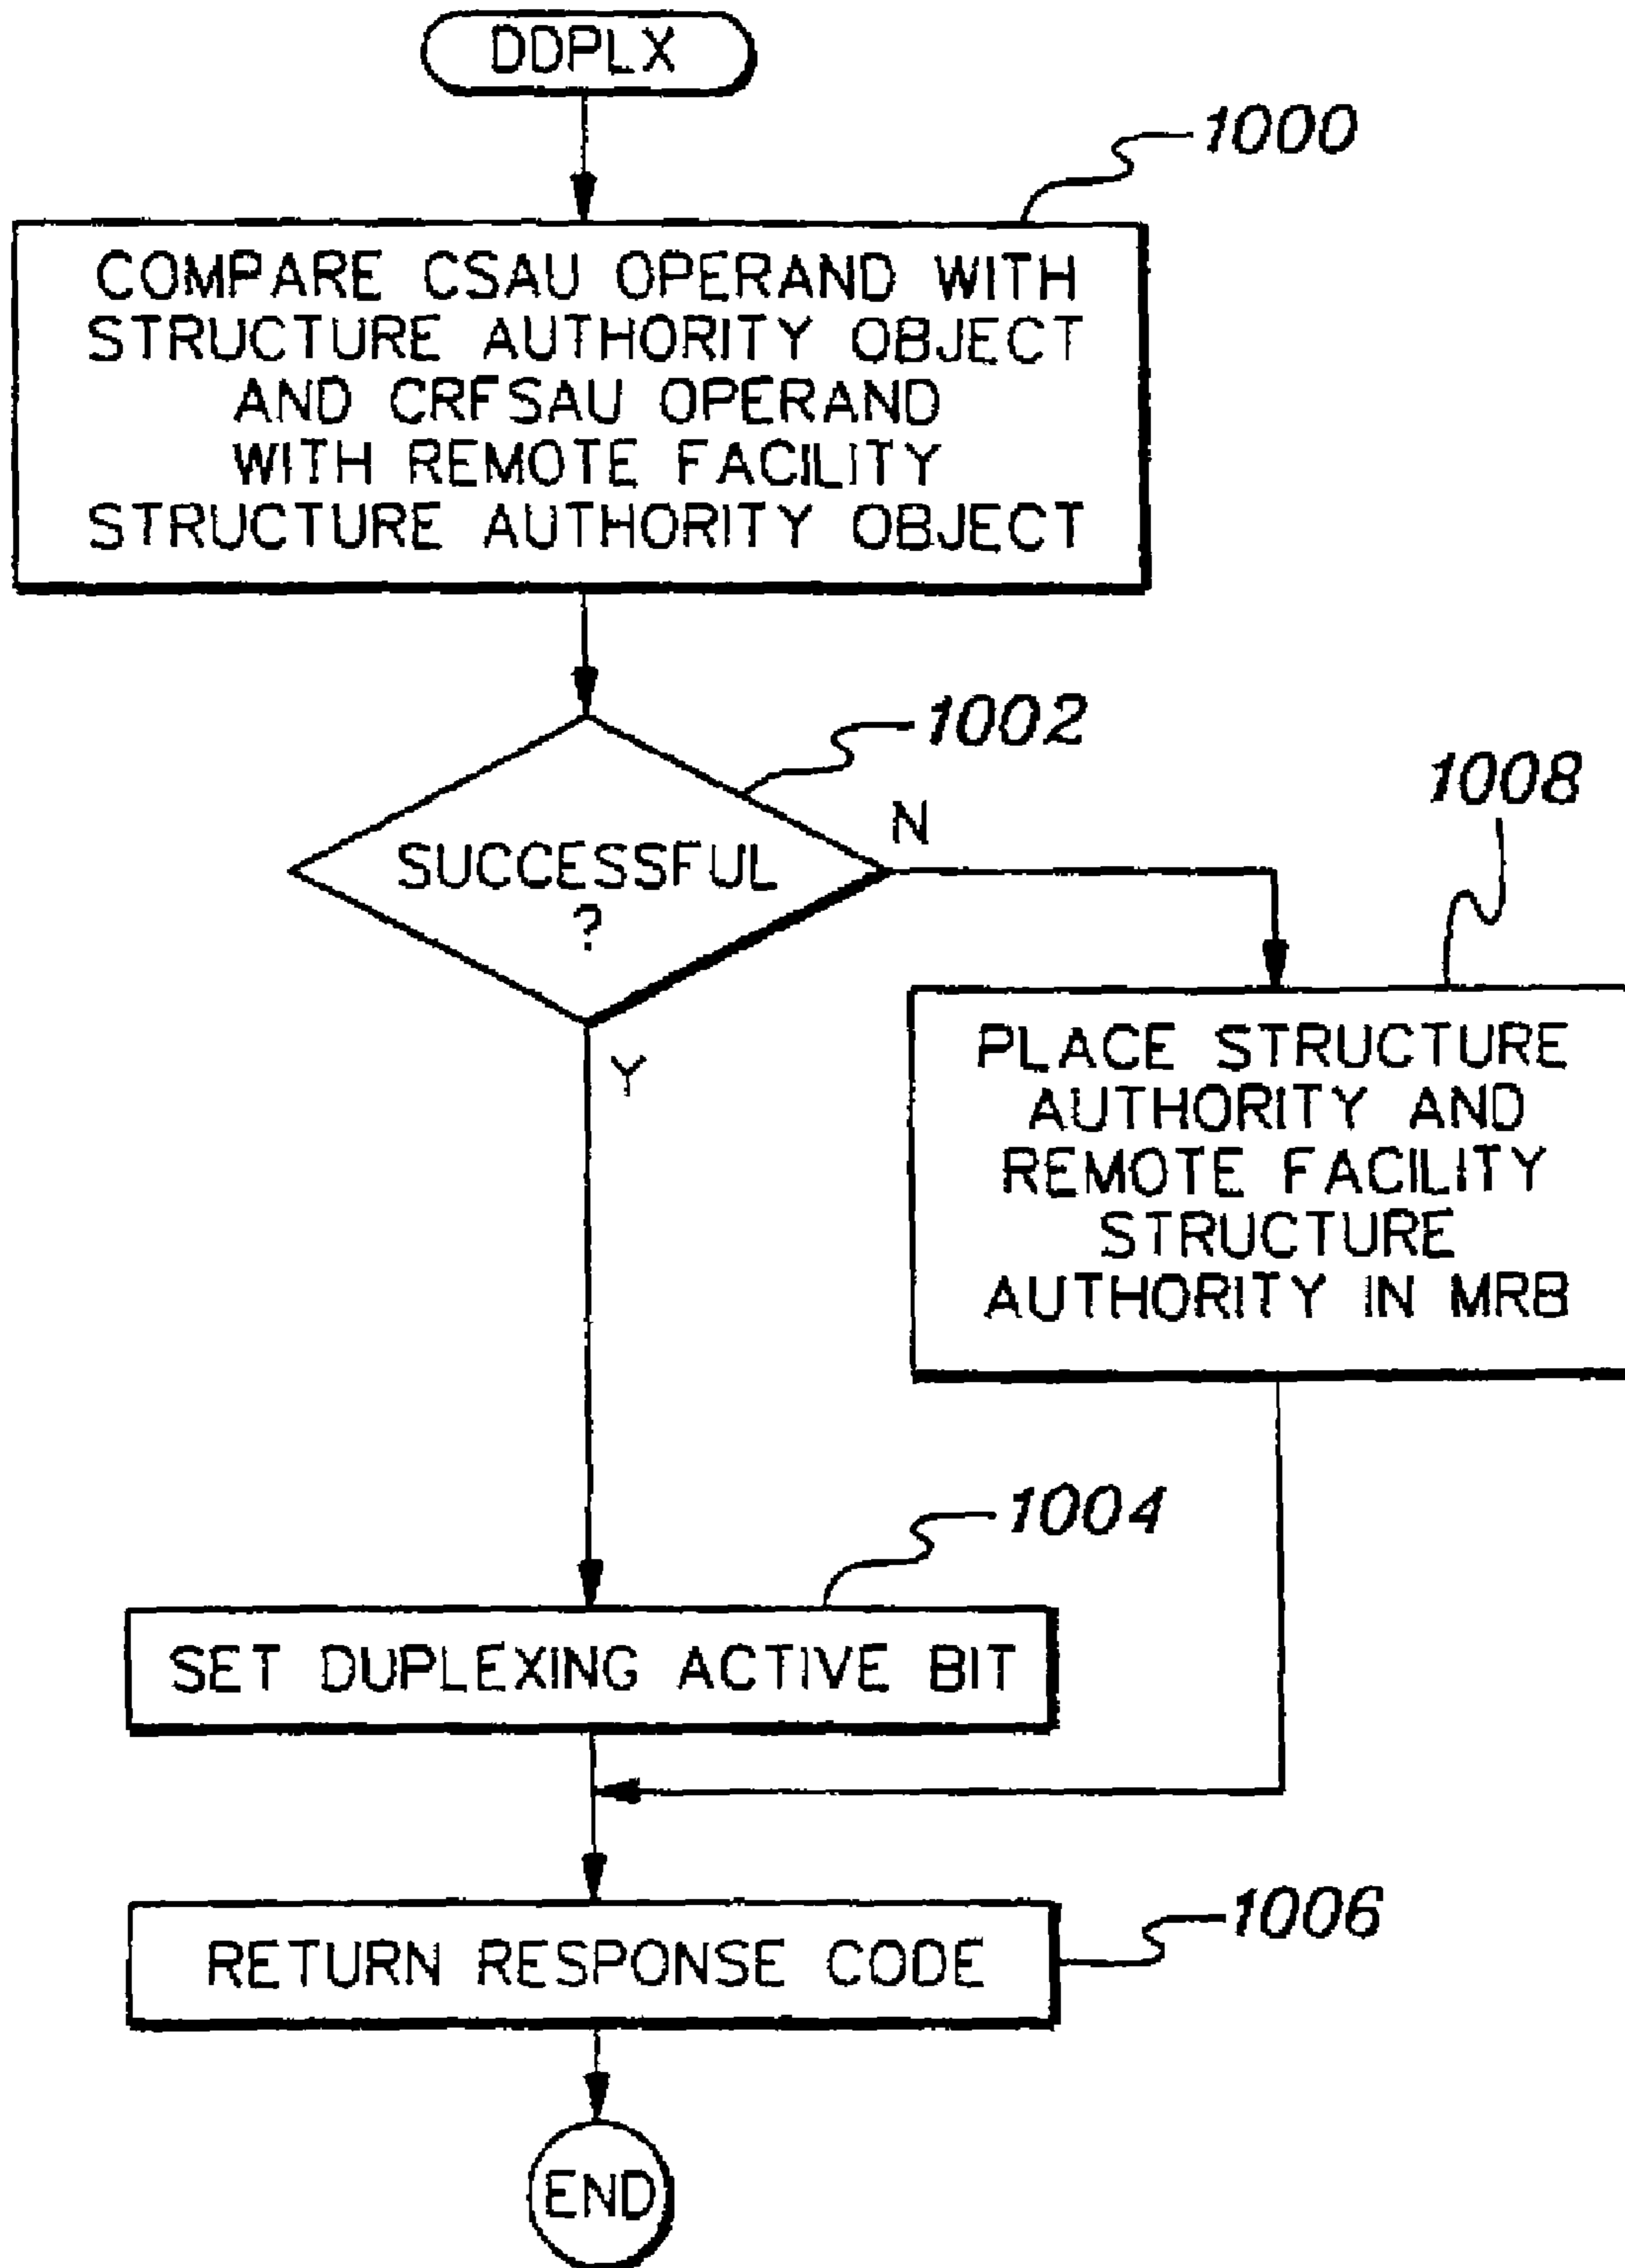 DDPLX
1000
COMPARE CSAU OPERAND WITH
STRUCTURE AUTHORITY OBJECT
AND CRFSAU OPERAND
WITH REMOTE FACILITY
STRUCTURE AUTHORITY OBJECT
1002
SUCCESSFUL
?
N
Y
1008
PLACE STRUCTURE
AUTHORITY AND
REMOTE FACILITY
STRUCTURE
AUTHORITY IN MRB
1004
SET DUPLEXING ACTIVE BIT
1006
RETURN RESPONSE CODE
END